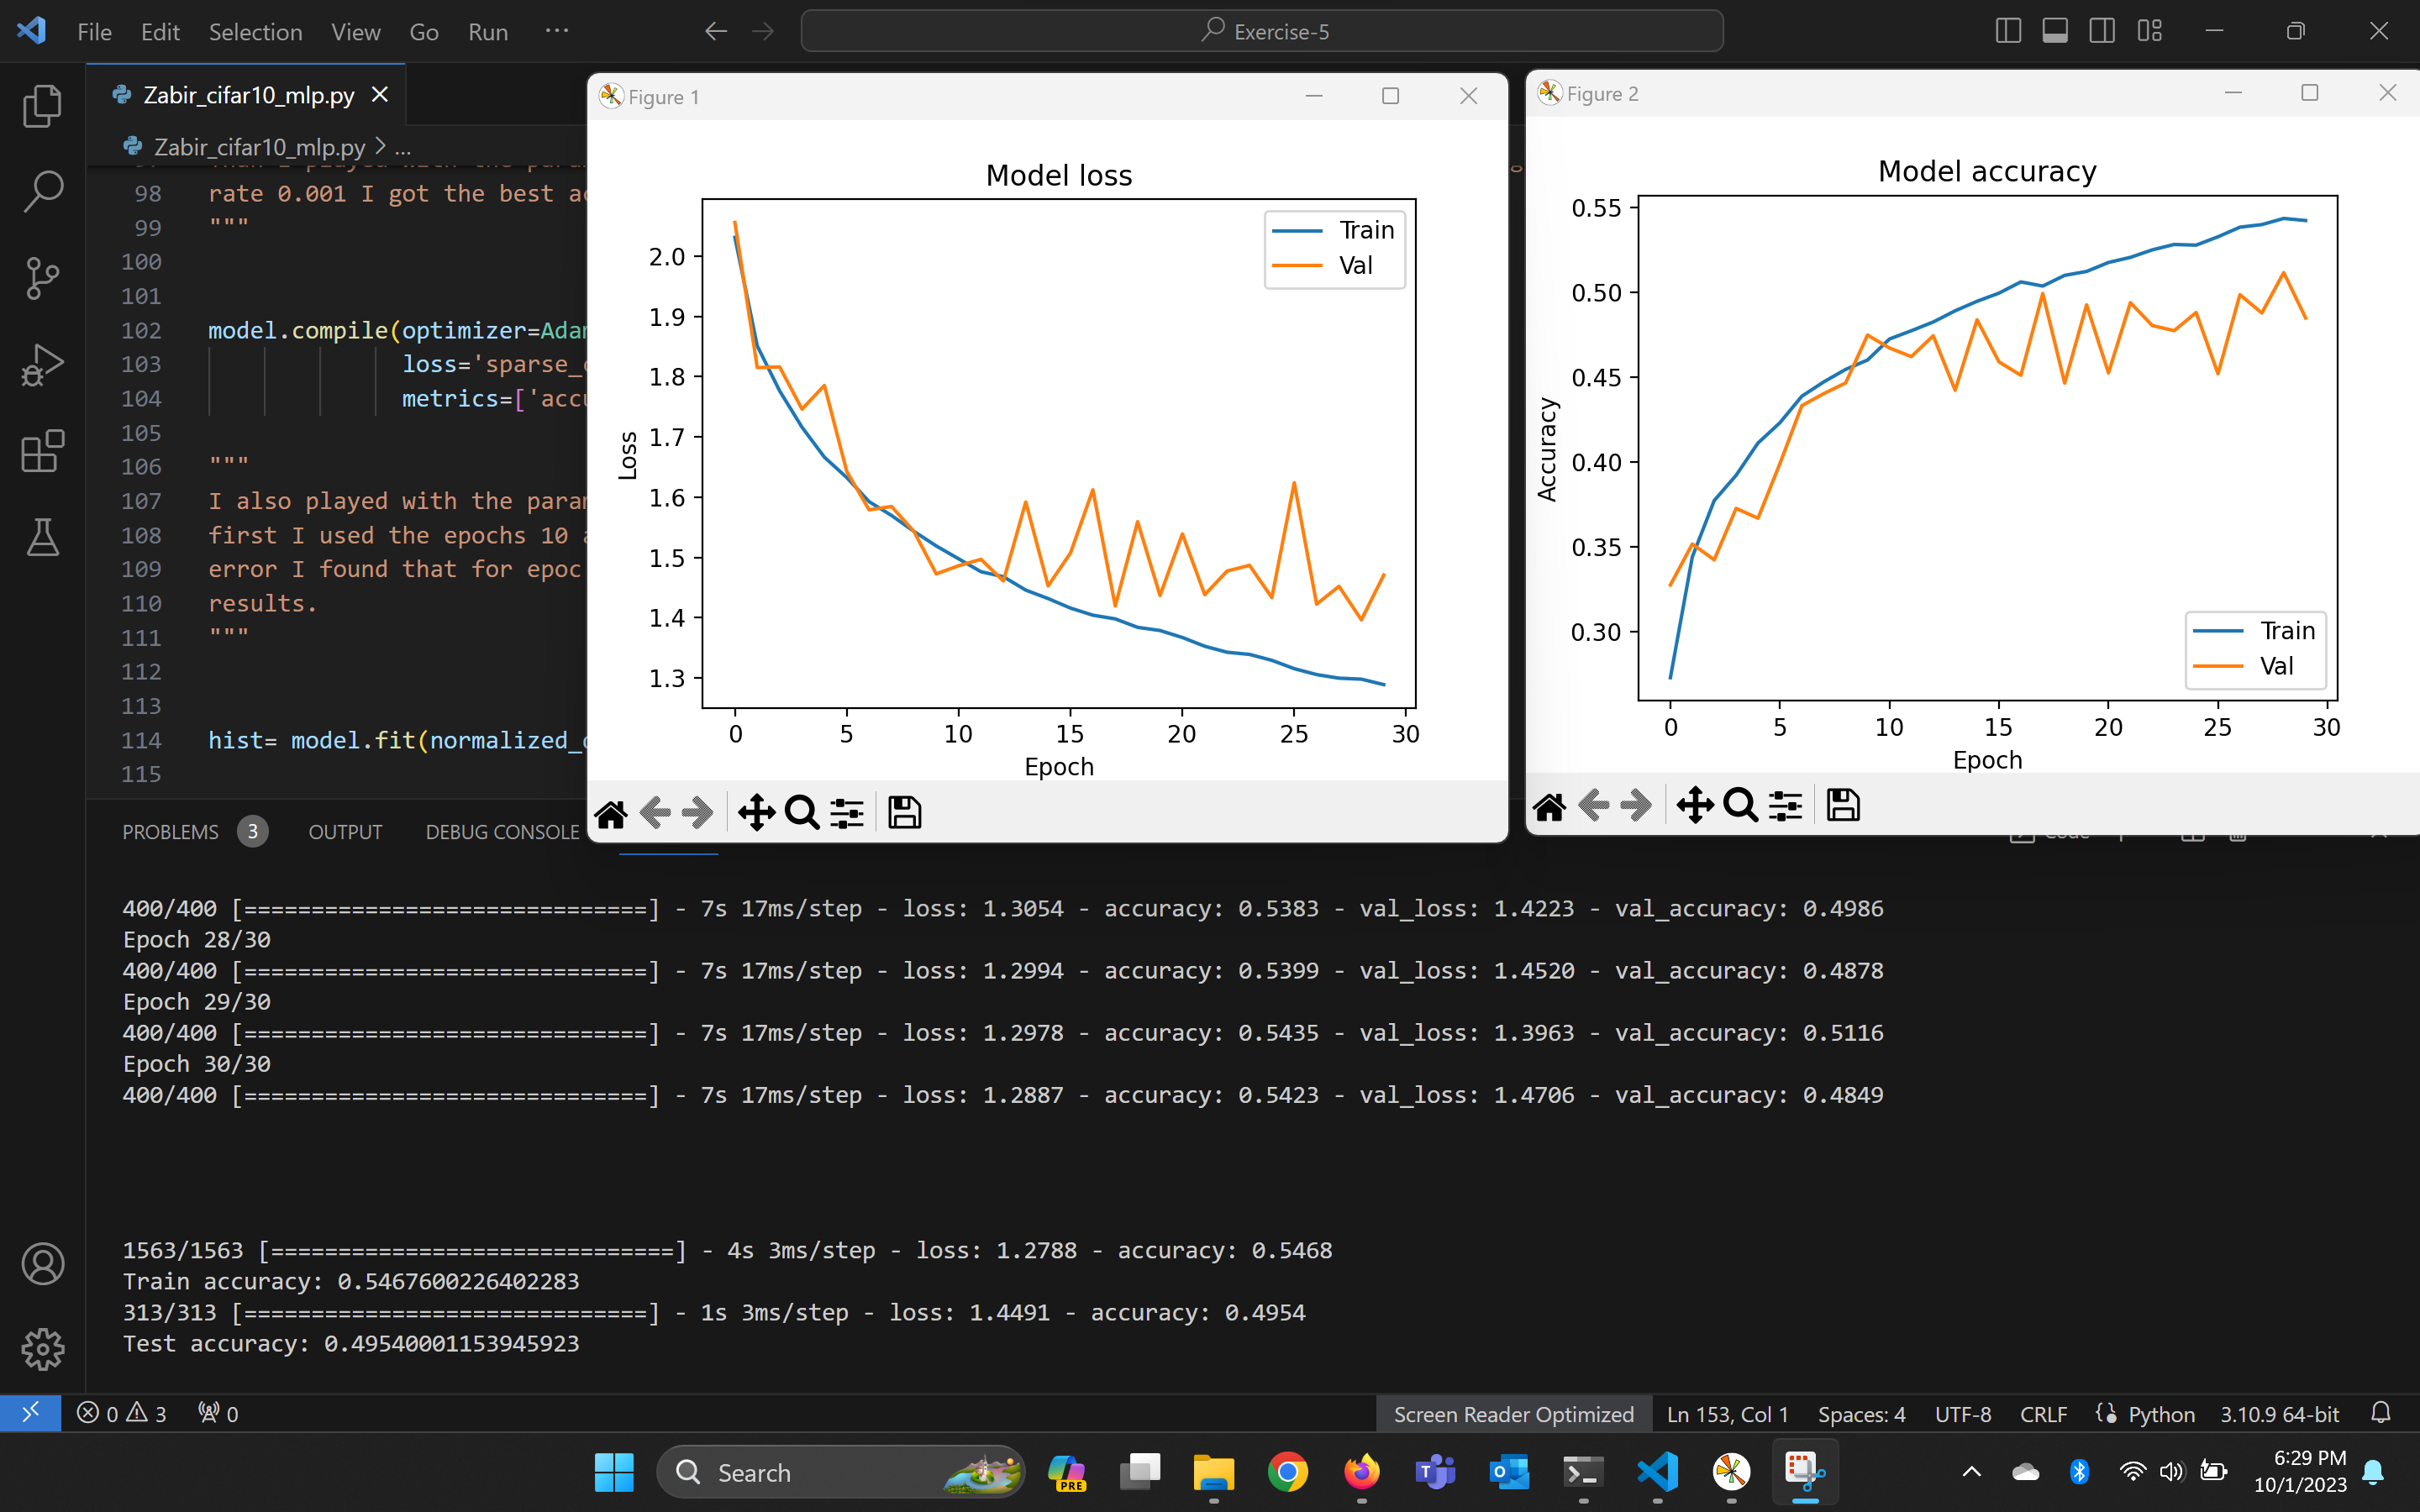 File Edit Selection View Go Run ...
Exercise-5
Zabir_cifar10_mlp.py
Zabir_cifar10_mlp.py > ...
98 rate 0.001 I got the best
99 """
100
101
102 model.compile(optimizer=
103 loss='sparse_
104 metrics=['
105
106 """
107 I also played with the
108 first I used the epochs 10
109 error I found that for
110 results.
111 """
112
113
114 hist= model.fit(
115
Figure 1
Model loss
Train
Val
2.0
1.9
1.8
1.7
1.6
1.5
1.4
1.3
Loss
0 5 10 15 20 25 30
Epoch
Figure 2
Model accuracy
0.55
0.50
0.45
0.40
0.35
0.30
Accuracy
Train
Val
0 5 10 15 20 25 30
Epoch
PROBLEMS 3 OUTPUT DEBUG CONSOLE
400/400 [==============================] - 7s 17ms/step - loss: 1.3054 - accuracy: 0.5383 - val_loss: 1.4223 - val_accuracy: 0.4986
Epoch 28/30
400/400 [==============================] - 7s 17ms/step - loss: 1.2994 - accuracy: 0.5399 - val_loss: 1.4520 - val_accuracy: 0.4878
Epoch 29/30
400/400 [==============================] - 7s 17ms/step - loss: 1.2978 - accuracy: 0.5435 - val_loss: 1.3963 - val_accuracy: 0.5116
Epoch 30/30
400/400 [==============================] - 7s 17ms/step - loss: 1.2887 - accuracy: 0.5423 - val_loss: 1.4706 - val_accuracy: 0.4849
1563/1563 [==============================] - 4s 3ms/step - loss: 1.2788 - accuracy: 0.5468
Train accuracy: 0.5467600226402283
313/313 [==============================] - 1s 3ms/step - loss: 1.4491 - accuracy: 0.4954
Test accuracy: 0.49540001153945923
0 3 0
Screen Reader Optimized Ln 153, Col 1 Spaces: 4 UTF-8 CRLF Python 3.10.9 64-bit
Search
PRE
6:29 PM
10/1/2023